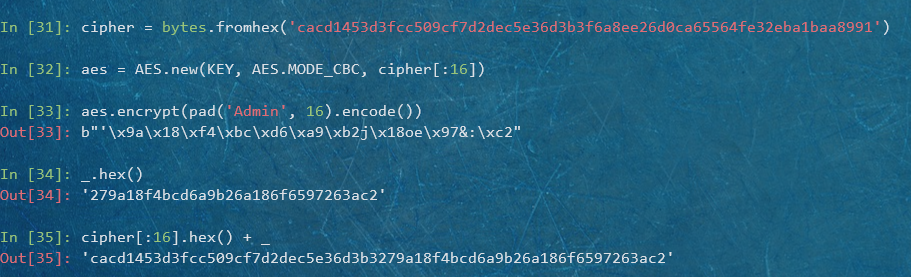 In [31]: cipher = bytes.fromhex('cacd1453d3fcc509cf7d2dec5e36d3b3f6a8ee26d0ca65564fe32eba1baa8991')
In [32]: aes = AES.new(KEY, AES.MODE_CBC, cipher[:16])
In [33]: aes.encrypt(pad('Admin', 16).encode())
Out[33]: b"'\x9a\x18\xf4\xbc\xd6\xa9\xb2j\x18oe\x97&:\xc2"
In [34]: _.hex()
Out[34]: '279a18f4bcd6a9b26a186f6597263ac2'
In [35]: cipher[:16].hex() + _
Out[35]: 'cacd1453d3fcc509cf7d2dec5e36d3b3279a18f4bcd6a9b26a186f6597263ac2'